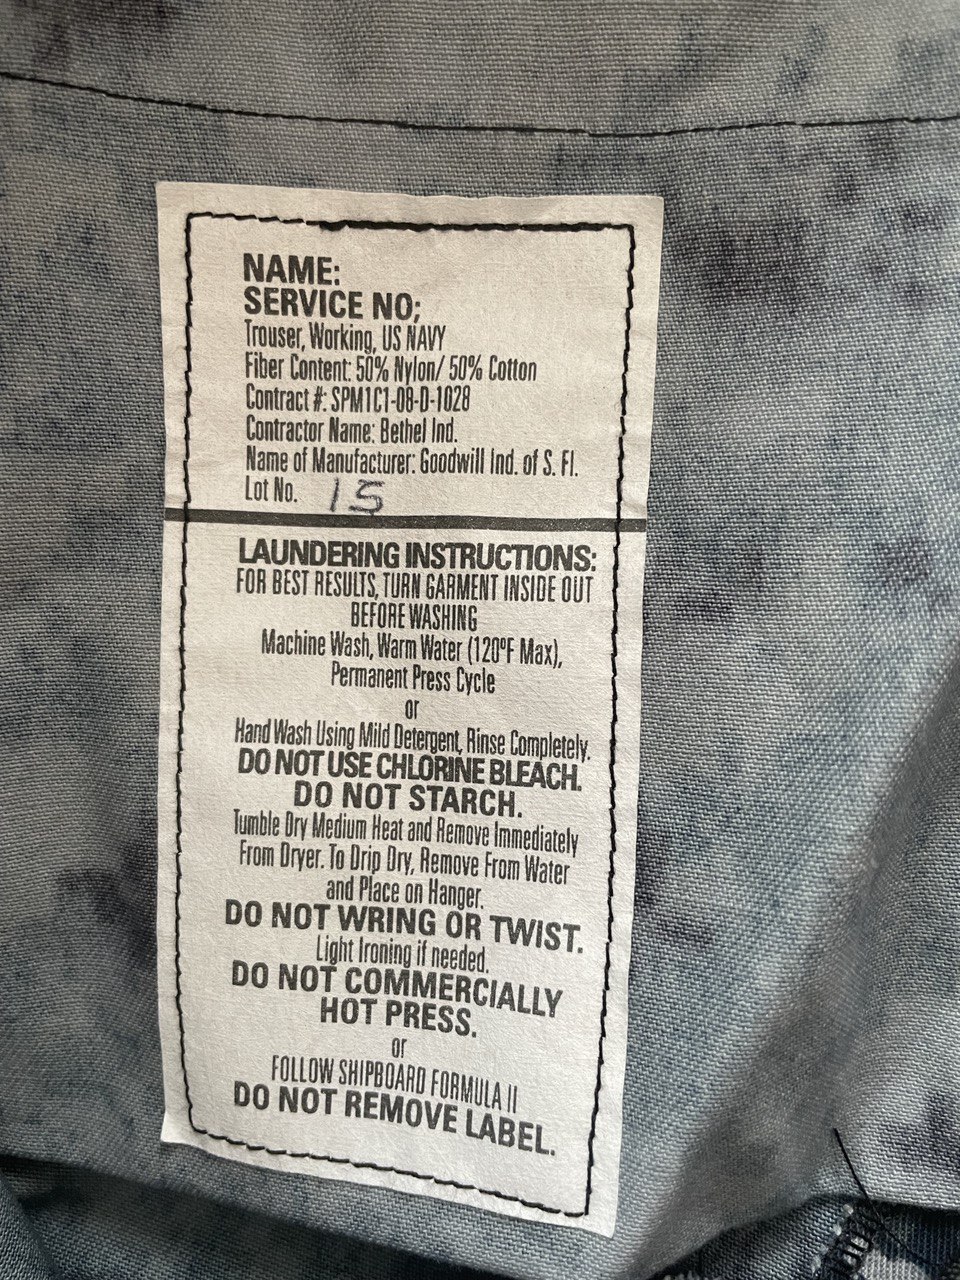 NAME:
SERVICE NO;
Trouser, Working, US NAVY
Fiber Content: 50% Nylon/ 50% Cotton
Contract #: SPM1C1-08-D-1028
Contractor Name: Bethel Ind.
Name of Manufacturer: Goodwill Ind. of S. Fl.
Lot No. 15
LAUNDERING INSTRUCTIONS:
FOR BEST RESULTS, TURN GARMENT INSIDE OUT
BEFORE WASHING
Machine Wash, Warm Water (120°F Max),
Permanent Press Cycle
or
Hand Wash Using Mild Detergent, Rinse Completely.
DO NOT USE CHLORINE BLEACH.
DO NOT STARCH.
Tumble Dry Medium Heat and Remove Immediately
From Dryer. To Drip Dry, Remove From Water
and Place on Hanger.
DO NOT WRING OR TWIST.
Light Ironing if needed.
DO NOT COMMERCIALLY
HOT PRESS.
or
FOLLOW SHIPBOARD FORMULA II
DO NOT REMOVE LABEL.